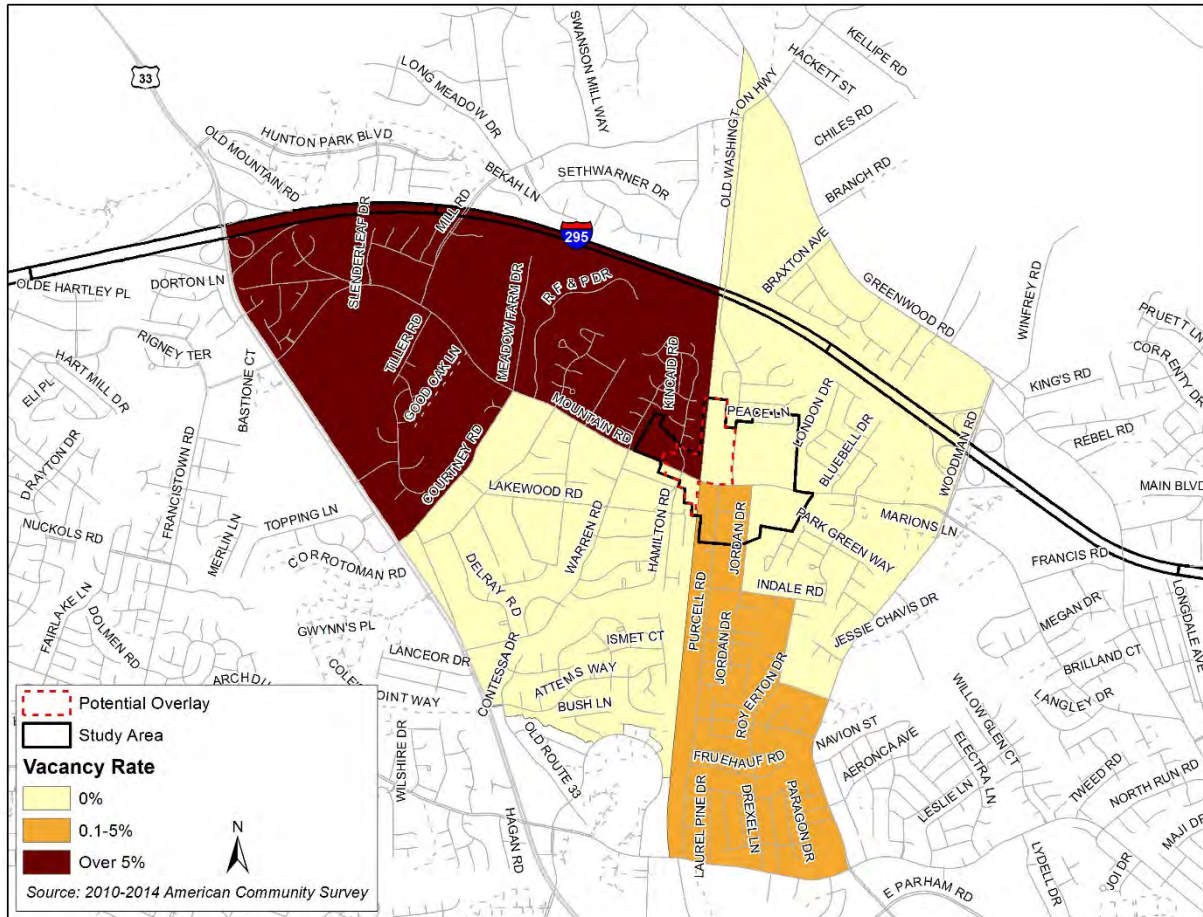 33
SWANSON MILL WAY
KELLIPE RD
HACKETT ST
LONG MEADOW DR
OLD WASHINGTON HWY
CHILES RD
HUNTON PARK BLVD
OLD MOUNTAIN RD
BEKAH LN
SETHWARNER DR
BRANCH RD
MILL RD
SLENDERLEAF DR
295
BRAXTON AVE
GREENWOOD RD
WINFREY RD
OLDE HARTLEY PL
DORTON LN
MEADOW FARM DR
R F & P DR
PRUETT LN
CORRENTY DR
RIGNEY TER
TILLER RD
KINCAID RD
HART MILL DR
ELI PL
BASTIONE CT
GOOD OAK LN
KING'S RD
MOUNTAIN RD
PEACE LN
LONDON DR
BLUEBELL DR
REBEL RD
WOODMAN RD
DRAYTON DR
FRANCISTOWN RD
COURTNEY RD
LAKEWOOD RD
MAIN BLVD
NUCKOLS RD
MERLIN LN
TOPPING LN
WARREN RD
HAMILTON RD
JORDAN DR
PARK GREEN WAY
MARIONS LN
FRANCIS RD
CORROTOMAN RD
DELRAY RD
INDALE RD
LONGDALE AVE
FAIRLAKE LN
DOLMEN RD
GWYNN'S PL
PURCELL RD
JESSIE CHAVIS DR
MEGAN DR
ISMET CT
JORDAN DR
LANCEOR DR
CONTESSA DR
ATTEMS WAY
BRILLAND CT
ROYERTON DR
WILLOW GLEN CT
LANGLEY DR
BUSH LN
NAVION ST
AERONCA AVE
ELECTRA LN
OLD ROUTE 33
WILSHIRE DR
FRUEHAUF RD
LESLIE LN
TWEED RD
NORTH RUN RD
HAGAN RD
LAUREL PINE DR
DREXEL LN
PARAGON DR
MAJI DR
LYDELL DR
JOI DR
E PARHAM RD
Potential Overlay
Study Area
Vacancy Rate
0%
0.1-5%
Over 5%
N
Source: 2010-2014 American Community Survey